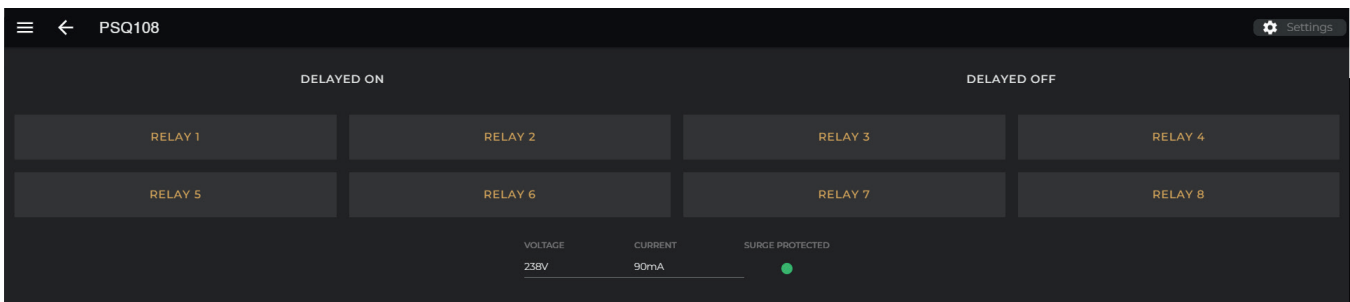 PSQ108
Settings
DELAYED ON DELAYED OFF
RELAY 1 RELAY 2 RELAY 3 RELAY 4
RELAY 5 RELAY 6 RELAY 7 RELAY 8
VOLTAGE CURRENT SURGE PROTECTED
238V 90mA